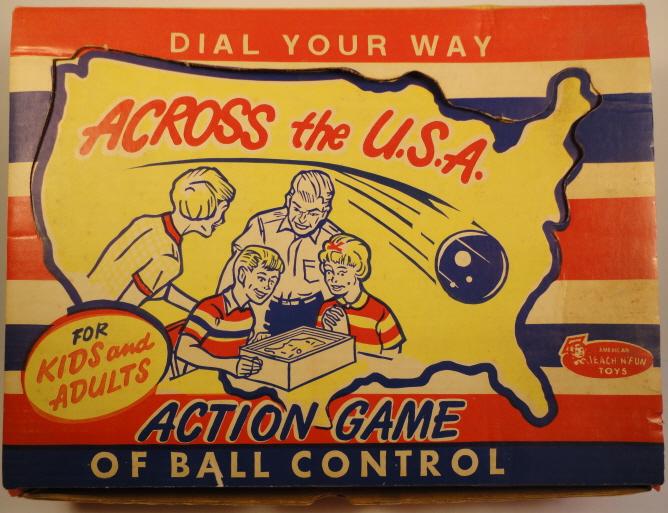 DIAL YOUR WAY
ACROSS the U.S.A.
FOR
KIDS and
ADULTS
AMERICAN
TEACH N' FUN
TOYS
ACTION GAME
OF BALL CONTROL